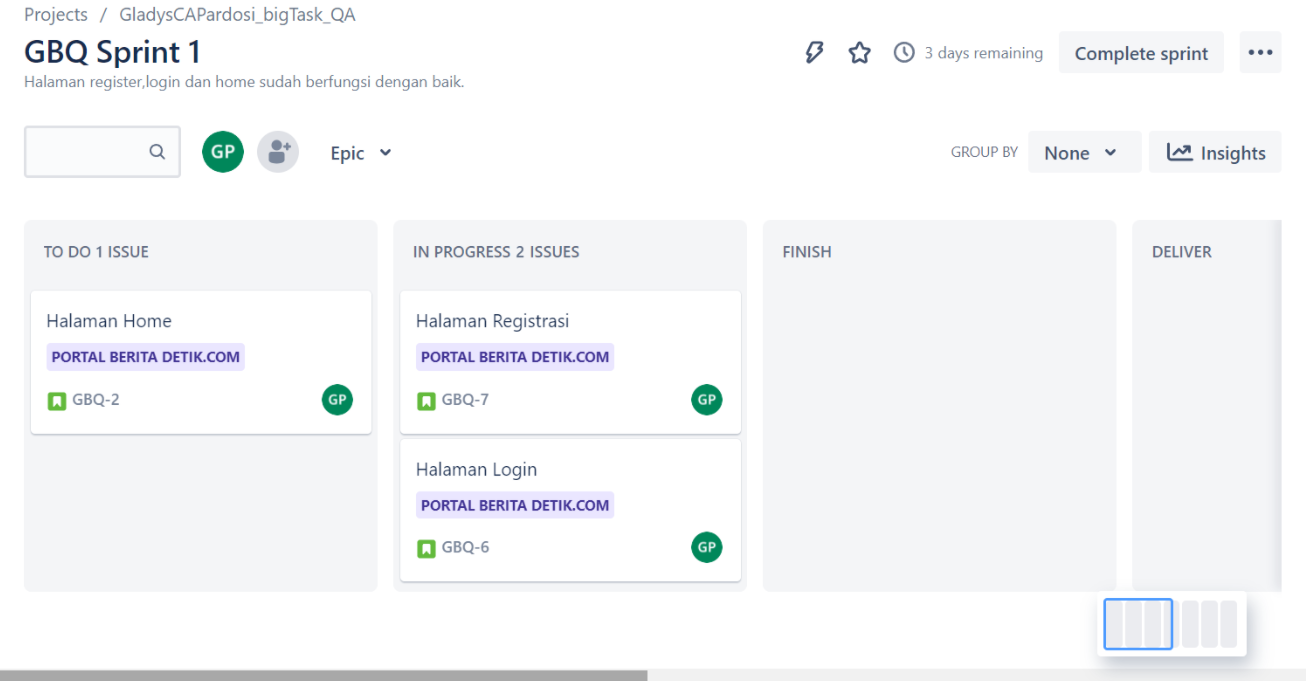 Projects / GladysCAPardosi_bigTask_QA
GBQ Sprint 1
3 days remaining
Complete sprint
Halaman register,login dan home sudah berfungsi dengan baik.
GP
Epic
GROUP BY
None
Insights
TO DO 1 ISSUE
Halaman Home
PORTAL BERITA DETIK.COM
GBQ-2
GP
IN PROGRESS 2 ISSUES
Halaman Registrasi
PORTAL BERITA DETIK.COM
GBQ-7
GP
Halaman Login
PORTAL BERITA DETIK.COM
GBQ-6
GP
FINISH
DELIVER